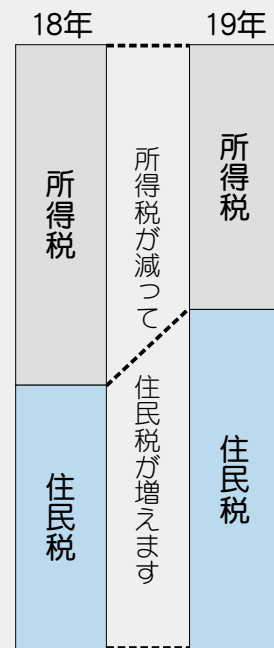 18年
19年
所得税
所得税が減って
所得税
住民税
住民税が増えます
住民税